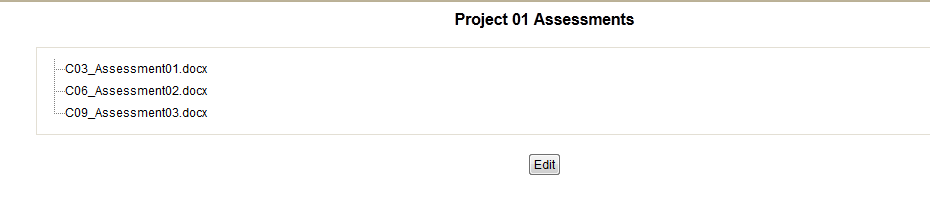 Project 01 Assessments
C03_Assessment01.docx
C06_Assessment02.docx
C09_Assessment03.docx
Edit